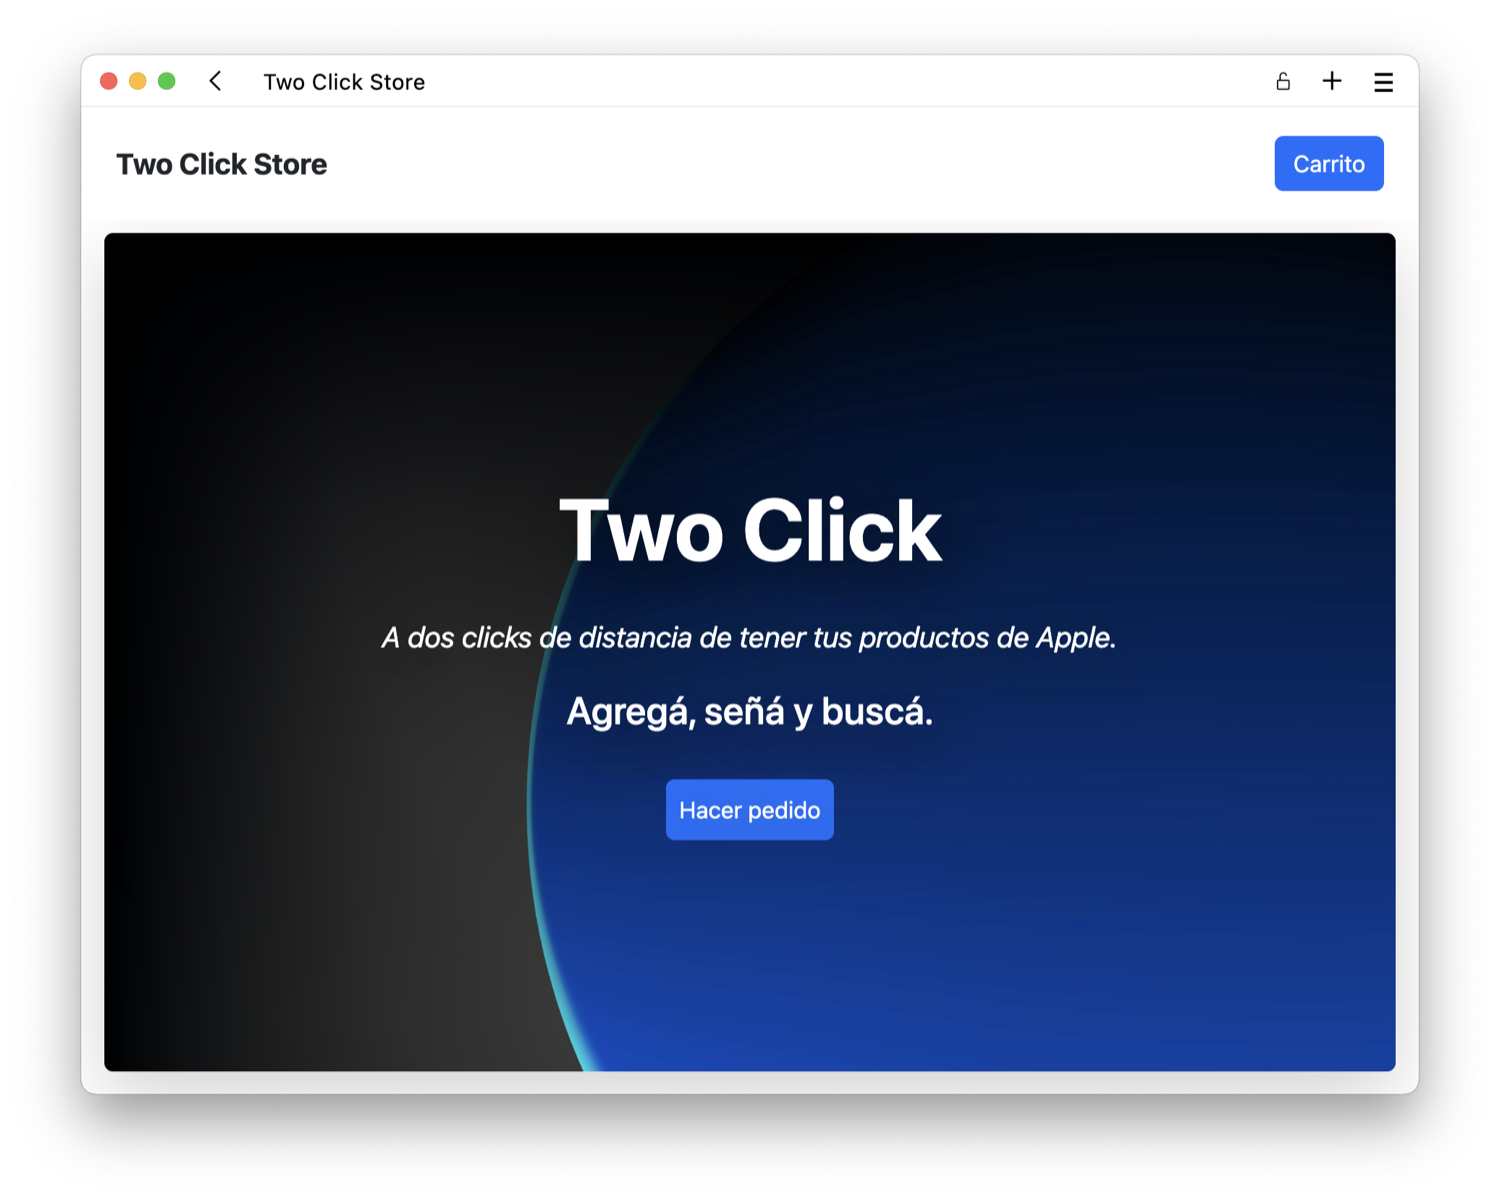 Two Click Store
Two Click Store
Carrito
Two Click
A dos clicks de distancia de tener tus productos de Apple.
Agregá, señá y buscá.
Hacer pedido